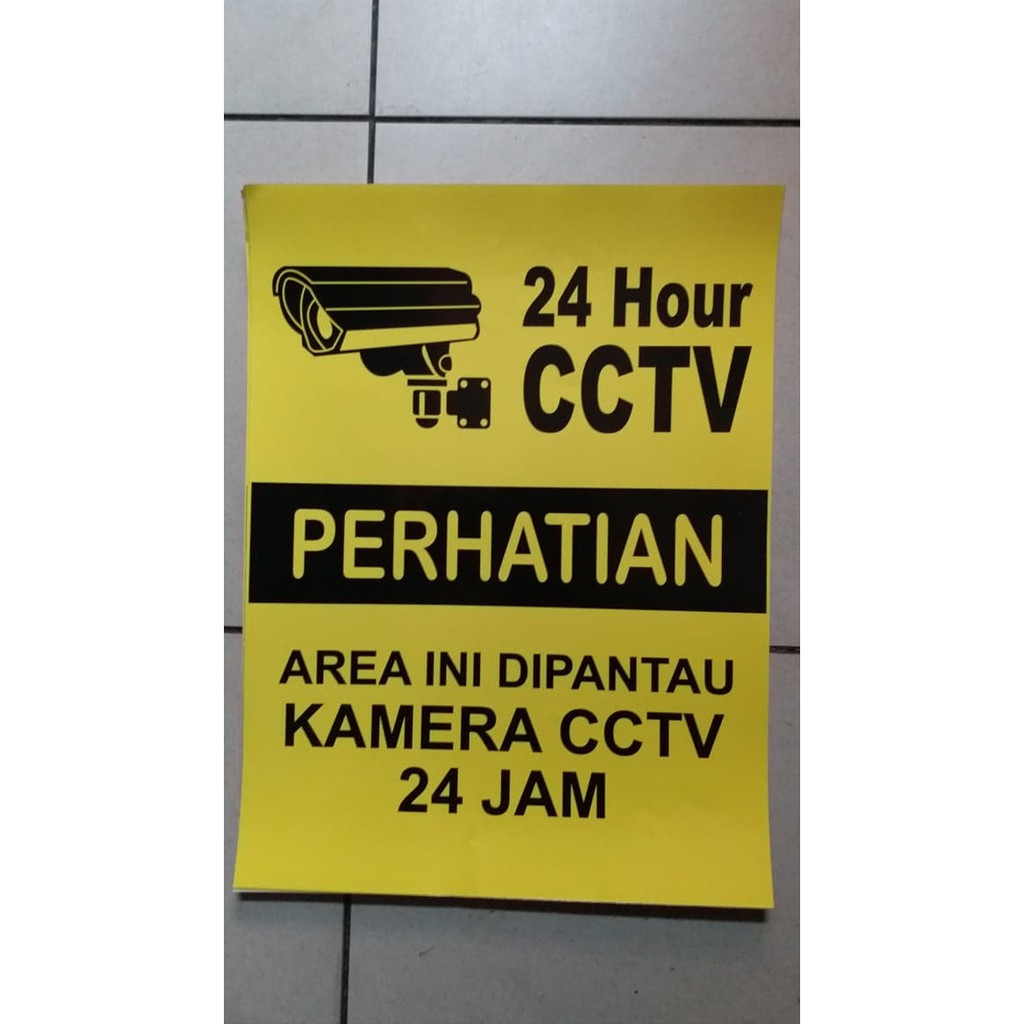 24 Hour
CCTV
PERHATIAN
AREA INI DIPANTAU
KAMERA CCTV
24 JAM